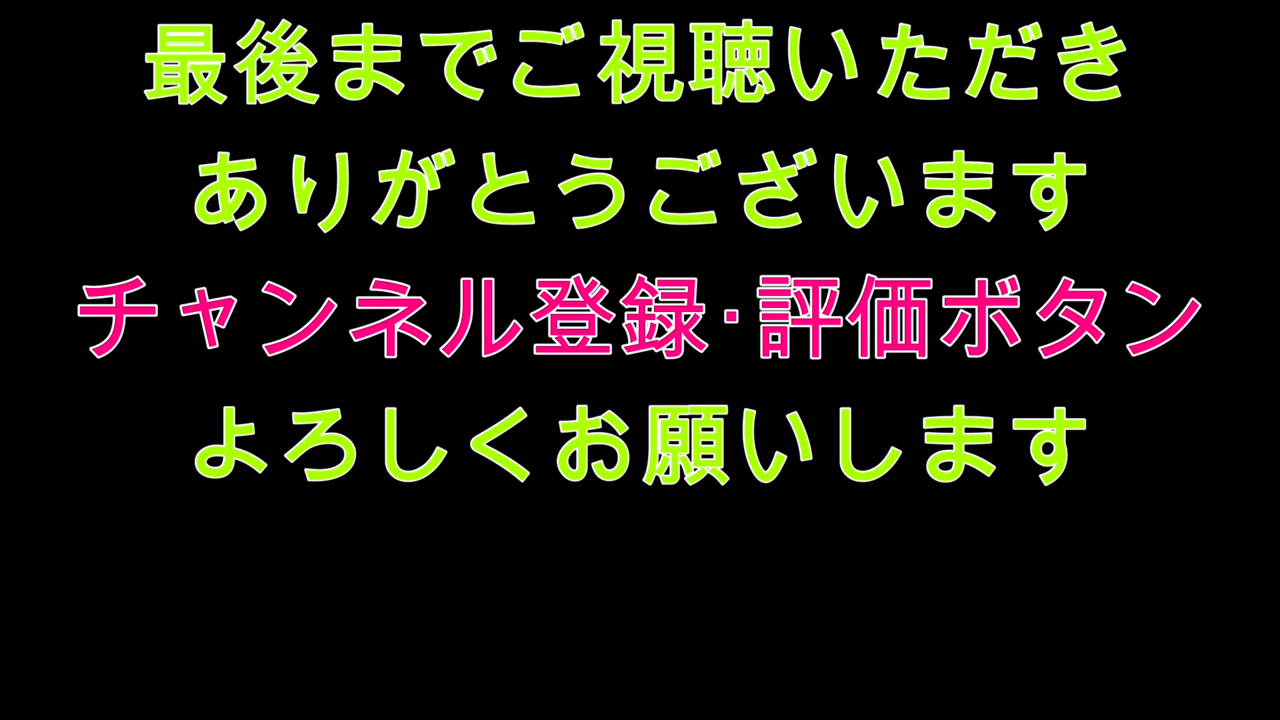 最後までご視聴いただき
ありがとうございます
チャンネル登録・評価ボタン
よろしくお願いします